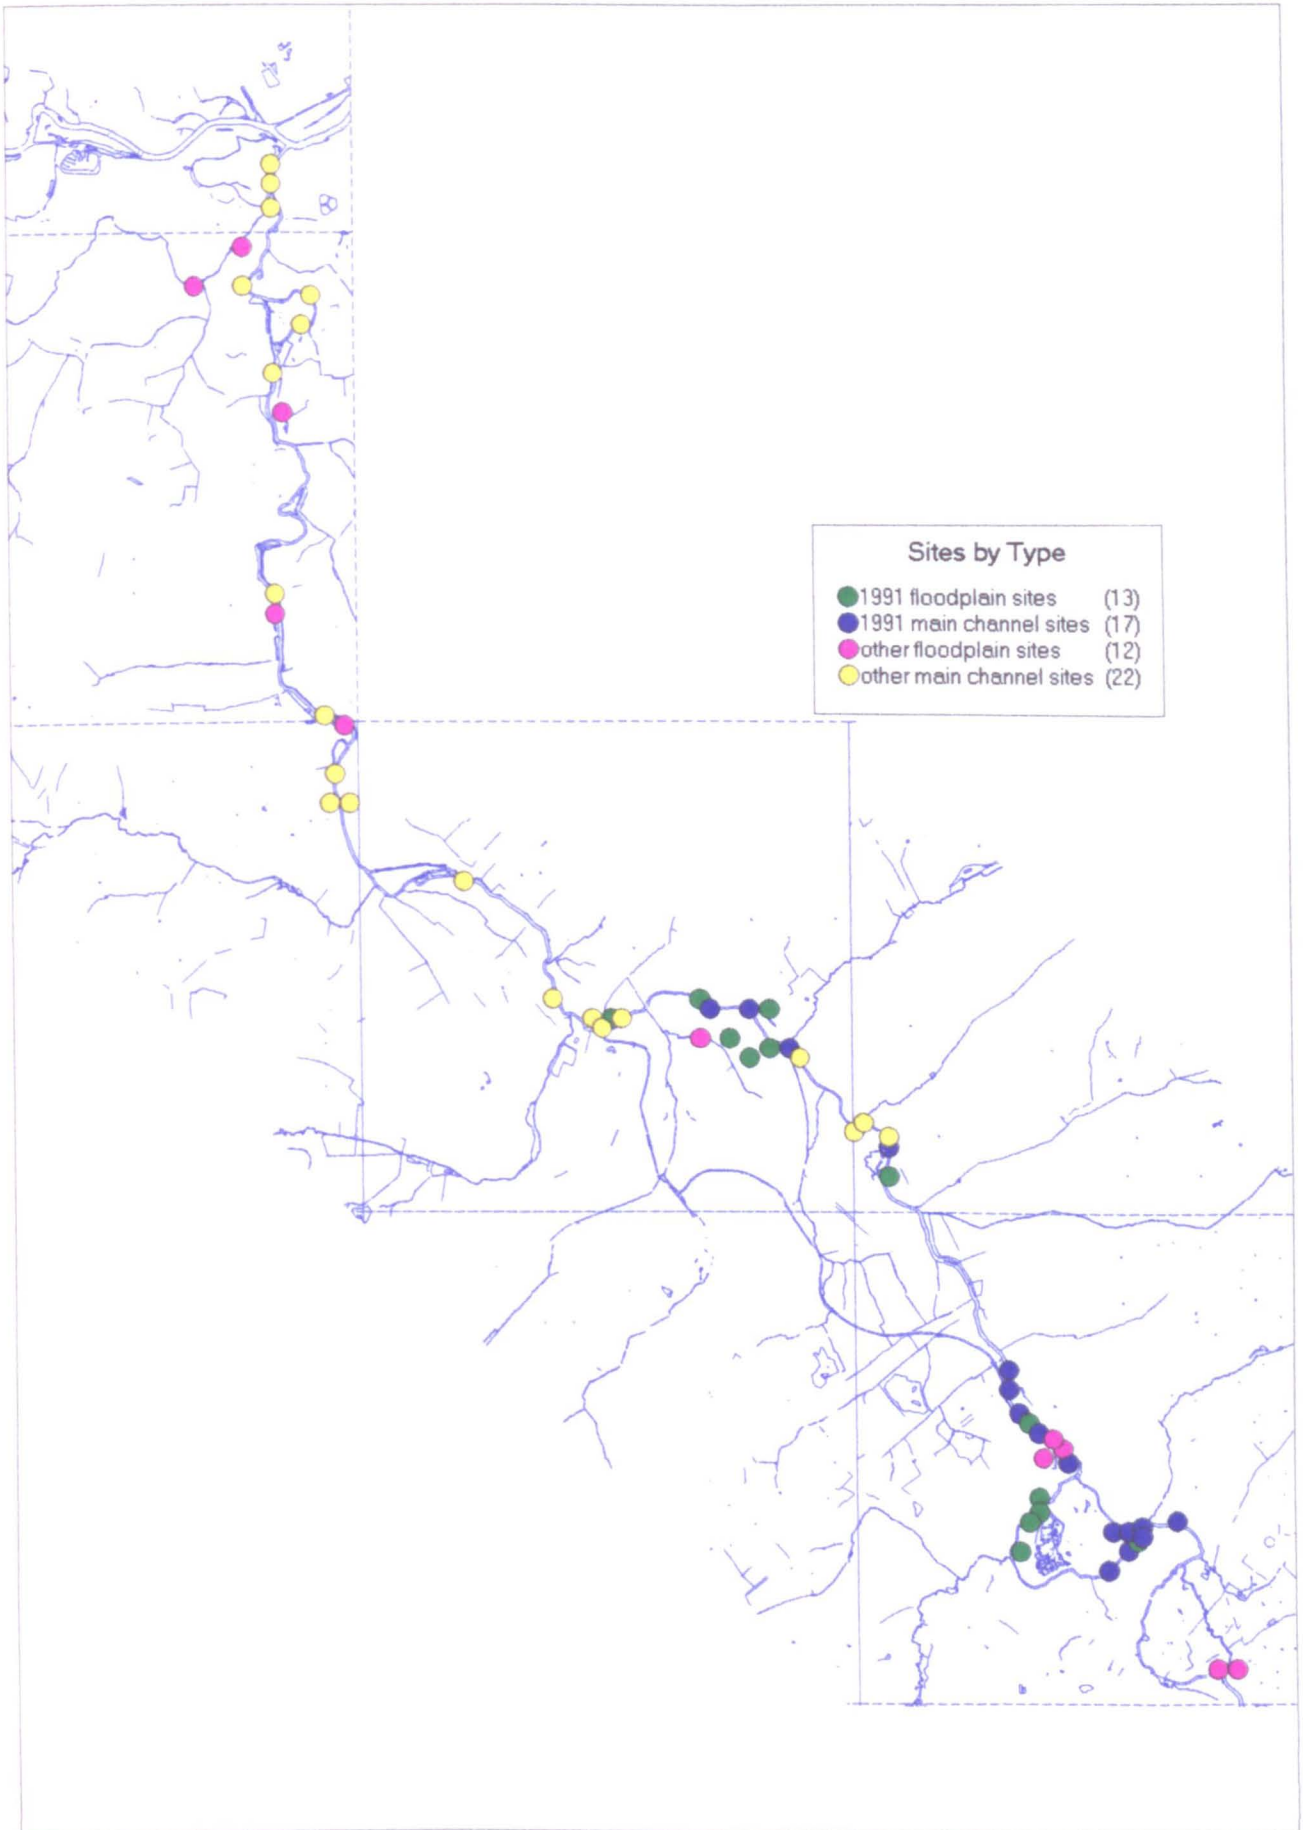 Sites by Type
1991 floodplain sites (13)
1991 main channel sites (17)
other floodplain sites (12)
other main channel sites (22)